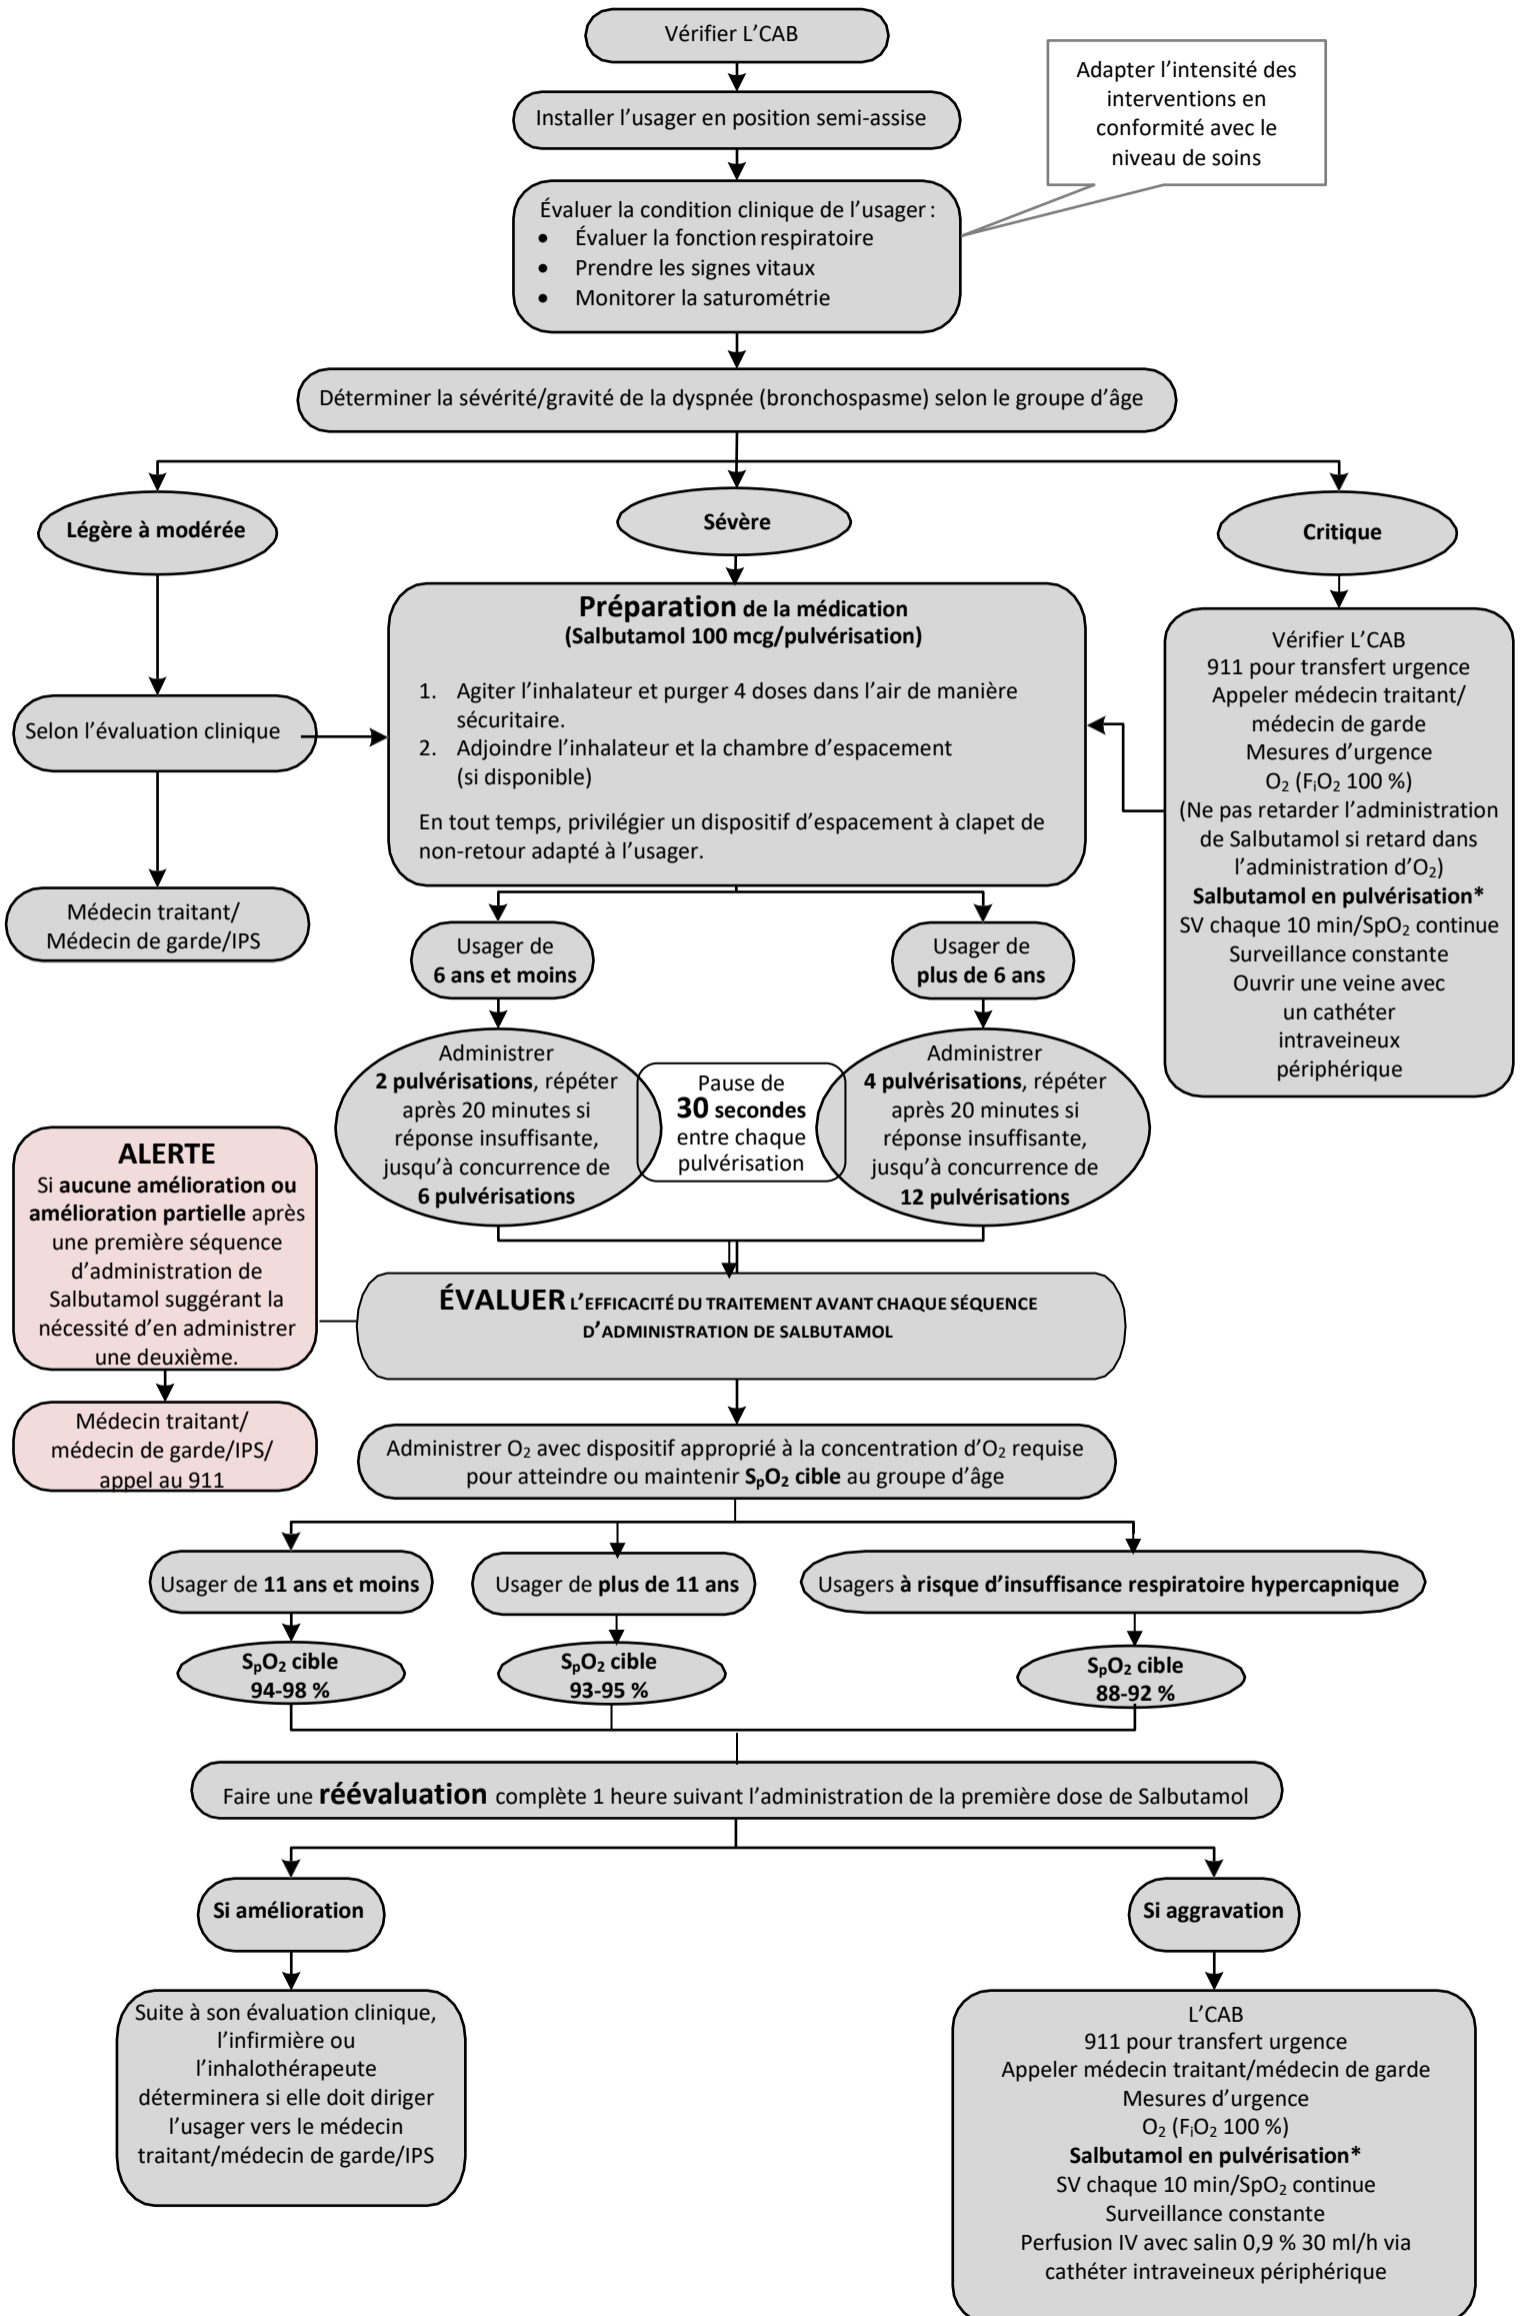 Vérifier L’CAB
Adapter l’intensité des
interventions en
conformité avec le
niveau de soins
Installer l’usager en position semi-assise
Évaluer la condition clinique de l’usager :
• Évaluer la fonction respiratoire
• Prendre les signes vitaux
• Monitorer la saturométrie
Déterminer la sévérité/gravité de la dyspnée (bronchospasme) selon le groupe d’âge
Légère à modérée
Sévère
Critique
Selon l’évaluation clinique
Médecin traitant/
Médecin de garde/IPS
Préparation de la médication
(Salbutamol 100 mcg/pulvérisation)
1. Agiter l’inhalateur et purger 4 doses dans l’air de manière
sécuritaire.
2. Adjoindre l’inhalateur et la chambre d’espacement
(si disponible)
En tout temps, privilégier un dispositif d’espacement à clapet de
non-retour adapté à l’usager.
Vérifier L’CAB
911 pour transfert urgence
Appeler médecin traitant/
médecin de garde
Mesures d’urgence
O₂ (FᵢO₂ 100 %)
(Ne pas retarder l’administration
de Salbutamol si retard dans
l’administration d’O₂)
Salbutamol en pulvérisation*
SV chaque 10 min/SpO₂ continue
Surveillance constante
Ouvrir une veine avec
un cathéter
intraveineux
périphérique
Usager de
6 ans et moins
Usager de
plus de 6 ans
Administrer
2 pulvérisations, répéter
après 20 minutes si
réponse insuffisante,
jusqu’à concurrence de
6 pulvérisations
Pause de
30 secondes
entre chaque
pulvérisation
Administrer
4 pulvérisations, répéter
après 20 minutes si
réponse insuffisante,
jusqu’à concurrence de
12 pulvérisations
ALERTE
Si aucune amélioration ou
amélioration partielle après
une première séquence
d’administration de
Salbutamol suggérant la
nécessité d’en administrer
une deuxième.
Médecin traitant/
médecin de garde/IPS/
appel au 911
ÉVALUER L’EFFICACITÉ DU TRAITEMENT AVANT CHAQUE SÉQUENCE
D’ADMINISTRATION DE SALBUTAMOL
Administrer O₂ avec dispositif approprié à la concentration d’O₂ requise
pour atteindre ou maintenir SₚO₂ cible au groupe d’âge
Usager de 11 ans et moins
Usager de plus de 11 ans
Usagers à risque d’insuffisance respiratoire hypercapnique
SₚO₂ cible
94-98 %
SₚO₂ cible
93-95 %
SₚO₂ cible
88-92 %
Faire une réévaluation complète 1 heure suivant l’administration de la première dose de Salbutamol
Si amélioration
Si aggravation
Suite à son évaluation clinique,
l’infirmière ou
l’inhalothérapeute
déterminera si elle doit diriger
l’usager vers le médecin
traitant/médecin de garde/IPS
L’CAB
911 pour transfert urgence
Appeler médecin traitant/médecin de garde
Mesures d’urgence
O₂ (FᵢO₂ 100 %)
Salbutamol en pulvérisation*
SV chaque 10 min/SpO₂ continue
Surveillance constante
Perfusion IV avec salin 0,9 % 30 ml/h via
cathéter intraveineux périphérique